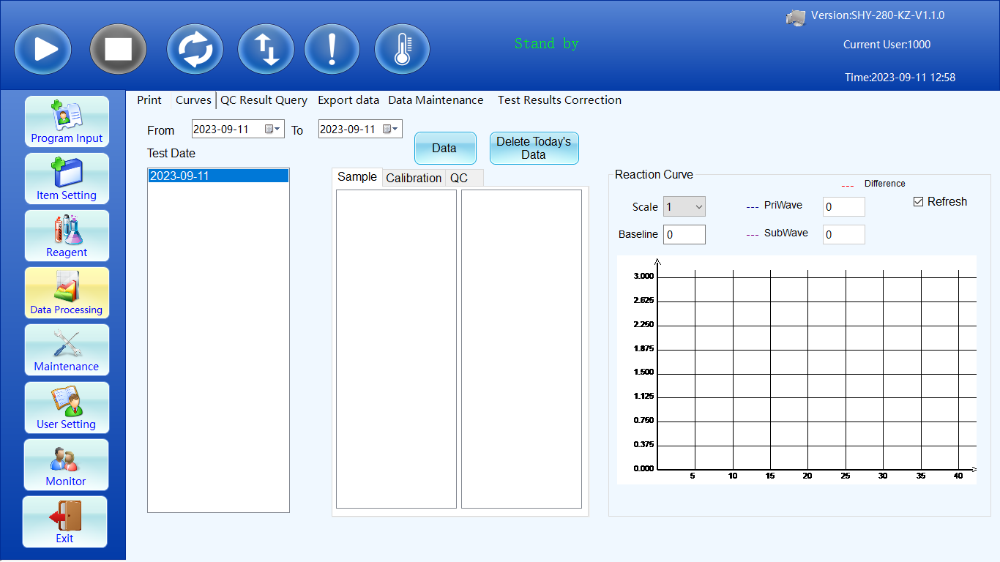 Version:SHY-280-KZ-V1.1.0
Stand by
Current User:1000
Time:2023-09-11 12:58
Program Input
Item Setting
Reagent
Data Processing
Maintenance
User Setting
Monitor
Exit
Print Curves QC Result Query Export data Data Maintenance Test Results Correction
From 2023-09-11 To 2023-09-11
Data
Delete Today's
Data
Test Date
2023-09-11
Sample Calibration QC
Reaction Curve
--- Difference
Scale 1 --- PriWave 0 Refresh
Baseline 0 --- SubWave 0
3.000
2.625
2.250
1.875
1.500
1.125
0.750
0.375
0.000
5 10 15 20 25 30 35 40